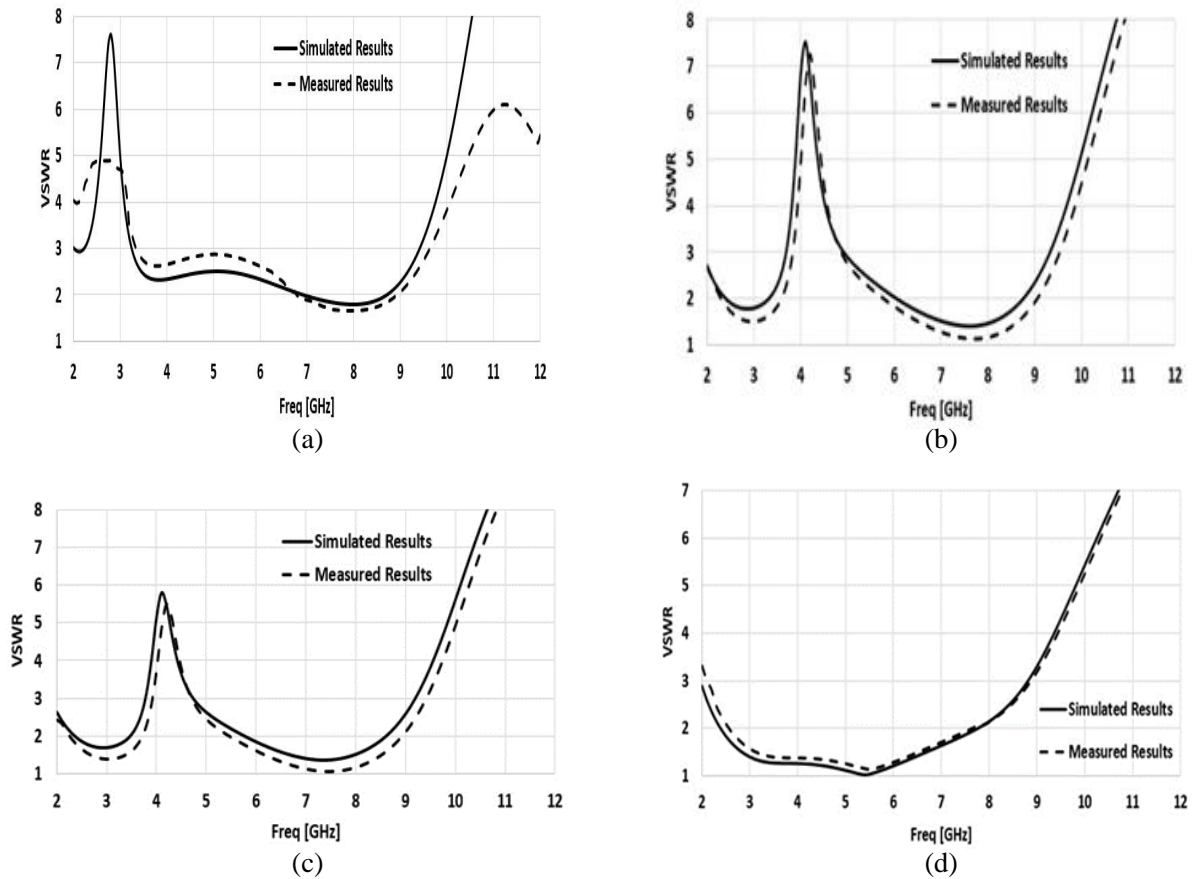 8
7
6
5
4
3
2
1
VSWR
Simulated Results
Measured Results
2 3 4 5 6 7 8 9 10 11 12
Freq [GHz]
(a)
8
7
6
5
4
3
2
1
VSWR
Simulated Results
Measured Results
2 3 4 5 6 7 8 9 10 11 12
Freq [GHz]
(b)
8
7
6
5
4
3
2
1
VSWR
Simulated Results
Measured Results
2 3 4 5 6 7 8 9 10 11 12
Freq [GHz]
(c)
7
6
5
4
3
2
1
VSWR
Simulated Results
Measured Results
2 3 4 5 6 7 8 9 10 11 12
Freq [GHz]
(d)